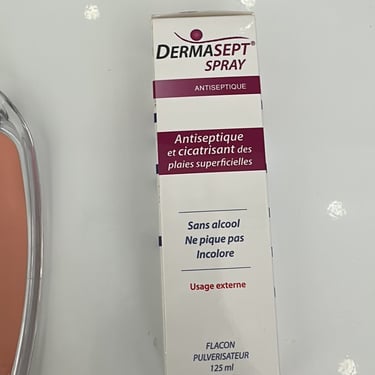 DERMASEPT®
SPRAY
ANTISEPTIQUE
Antiseptique
et cicatrisant des
plaies superficielles
Sans alcool
Ne pique pas
Incolore
Usage externe
FLACON
PULVERISATEUR
125 ml